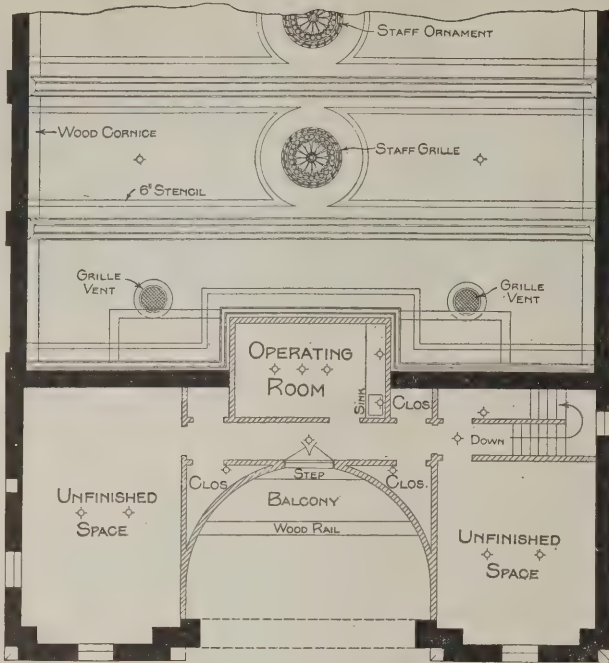 STAFF ORNAMENT
WOOD CORNICE
STAFF GRILLE
6" STENCIL
GRILLE
VENT
GRILLE
VENT
OPERATING
ROOM
SINK
CLOS.
DOWN
CLOS.
STEP
CLOS.
BALCONY
UNFINISHED
SPACE
WOOD RAIL
UNFINISHED
SPACE